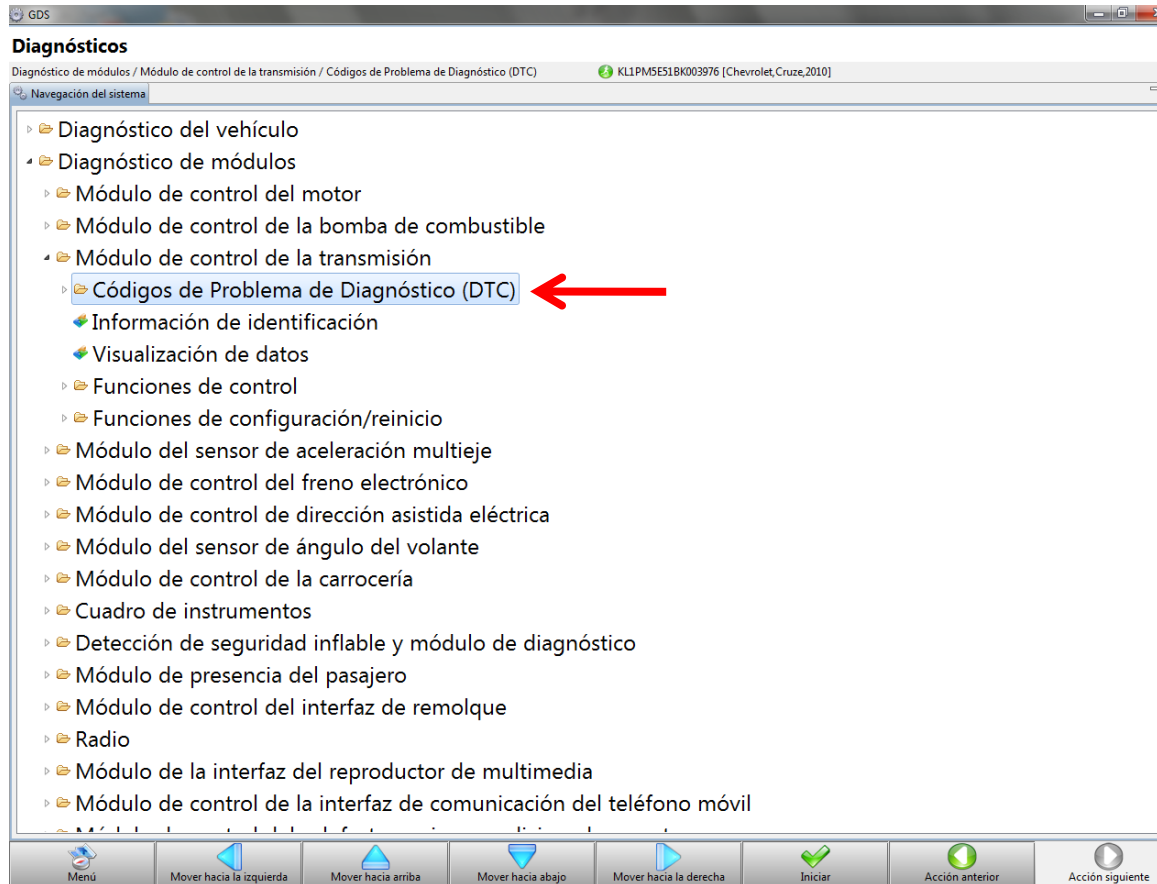 GDS
Diagnósticos
Diagnóstico de módulos / Módulo de control de la transmisión / Códigos de Problema de Diagnóstico (DTC) KL1PM5E51BK003976 [Chevrolet,Cruze,2010]
Navegación del sistema
Diagnóstico del vehículo
Diagnóstico de módulos
Módulo de control del motor
Módulo de control de la bomba de combustible
Módulo de control de la transmisión
Códigos de Problema de Diagnóstico (DTC)
Información de identificación
Visualización de datos
Funciones de control
Funciones de configuración/reinicio
Módulo del sensor de aceleración multieje
Módulo de control del freno electrónico
Módulo de control de dirección asistida eléctrica
Módulo del sensor de ángulo del volante
Módulo de control de la carrocería
Cuadro de instrumentos
Detección de seguridad inflable y módulo de diagnóstico
Módulo de presencia del pasajero
Módulo de control del interfaz de remolque
Radio
Módulo de la interfaz del reproductor de multimedia
Módulo de control de la interfaz de comunicación del teléfono móvil
Menú Mover hacia la izquierda Mover hacia arriba Mover hacia abajo Mover hacia la derecha Iniciar Acción anterior Acción siguiente